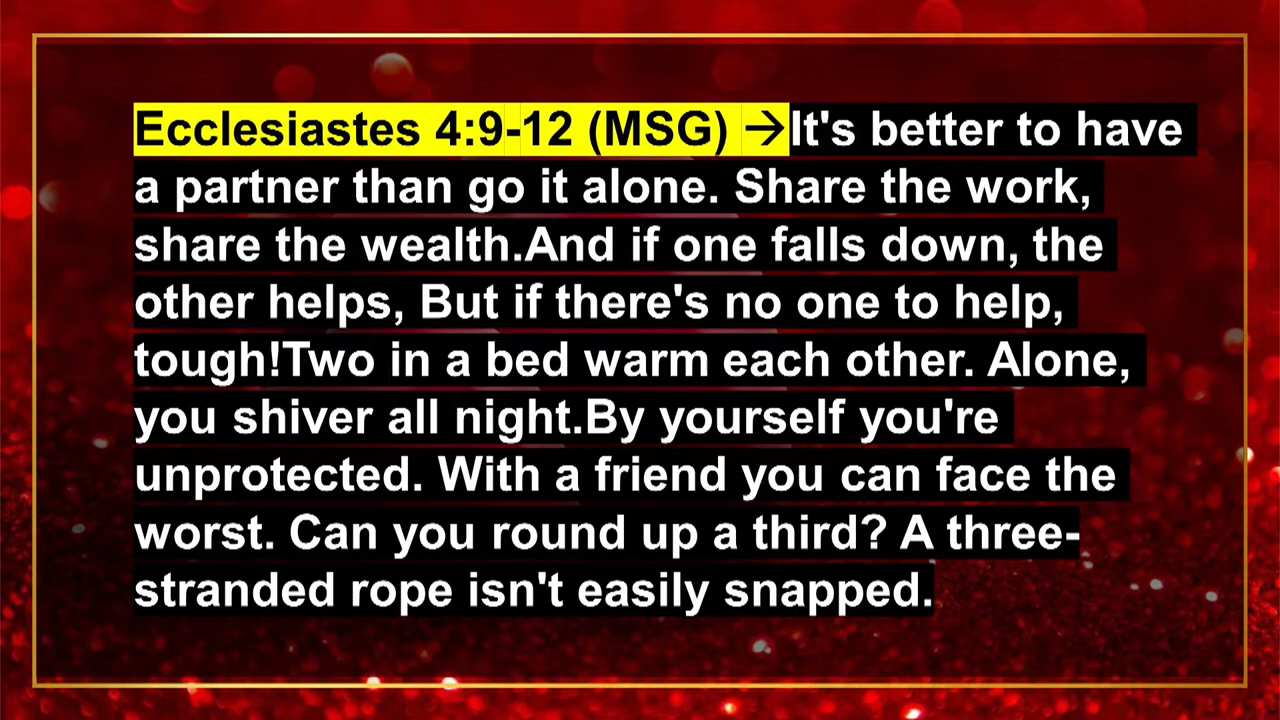 Ecclesiastes 4:9-12 (MSG) →It's better to have
a partner than go it alone. Share the work,
share the wealth.And if one falls down, the
other helps, But if there's no one to help,
tough!Two in a bed warm each other. Alone,
you shiver all night.By yourself you're
unprotected. With a friend you can face the
worst. Can you round up a third? A three-
stranded rope isn't easily snapped.